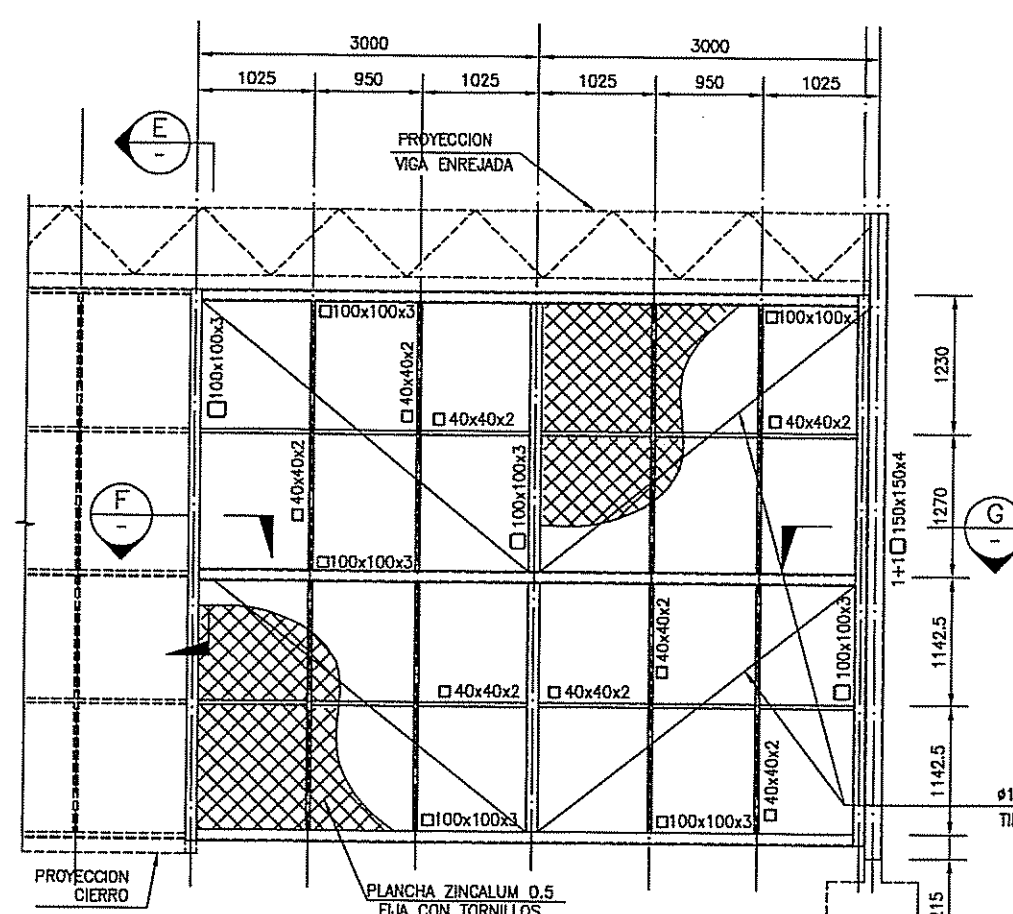 3000
3000
1025
950
1025
1025
950
1025
E
-
PROYECCION
VIGA ENREJADA
□100x100x3
□100x100x3
□100x100x
□40x40x2
□ 40x40x2
□ 40x40x2
1230
□40x40x2
□100x100x3
1+1□150x150x4
1270
F
-
G
-
□100x100x3
□40x40x2
□100x100x3
1142.5
□40x40x2
□40x40x2
□40x40x2
1142.5
□100x100x3
□100x100x3
ø1
PROYECCION
CIERRO
PLANCHA ZINCALUM 0.5
FIJA CON TORNILLOS